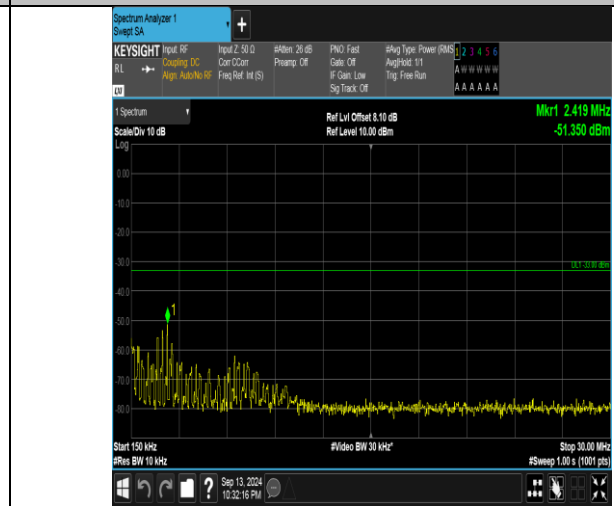 Spectrum Analyzer 1
Swept SA
+
KEYSIGHT Input: RF Input Z: 50 Ω #Atten: 26 dB PNO: Fast #Avg Type: Power (RMS 1 2 3 4 5 6
RL Coupling: DC Corr CCorr Preamp: Off Gate: Off Avg|Hold: 1/1 A W W W W W
Align: Auto/No RF Freq Ref: Int (S) IF Gain: Low Trig: Free Run
LXI Sig Track: Off A A A A A A
1 Spectrum Ref Lvl Offset 8.10 dB Mkr1 2.419 MHz
Scale/Div 10 dB Ref Level 10.00 dBm -51.350 dBm
Log
0.00
-10.0
-20.0
-30.0
DL1 -33.00 dBm
-40.0
1
-50.0
-60.0
-70.0
-80.0
Start 150 kHz #Video BW 30 kHz* Stop 30.00 MHz
#Res BW 10 kHz #Sweep 1.00 s (1001 pts)
? Sep 13, 2024
10:32:16 PM